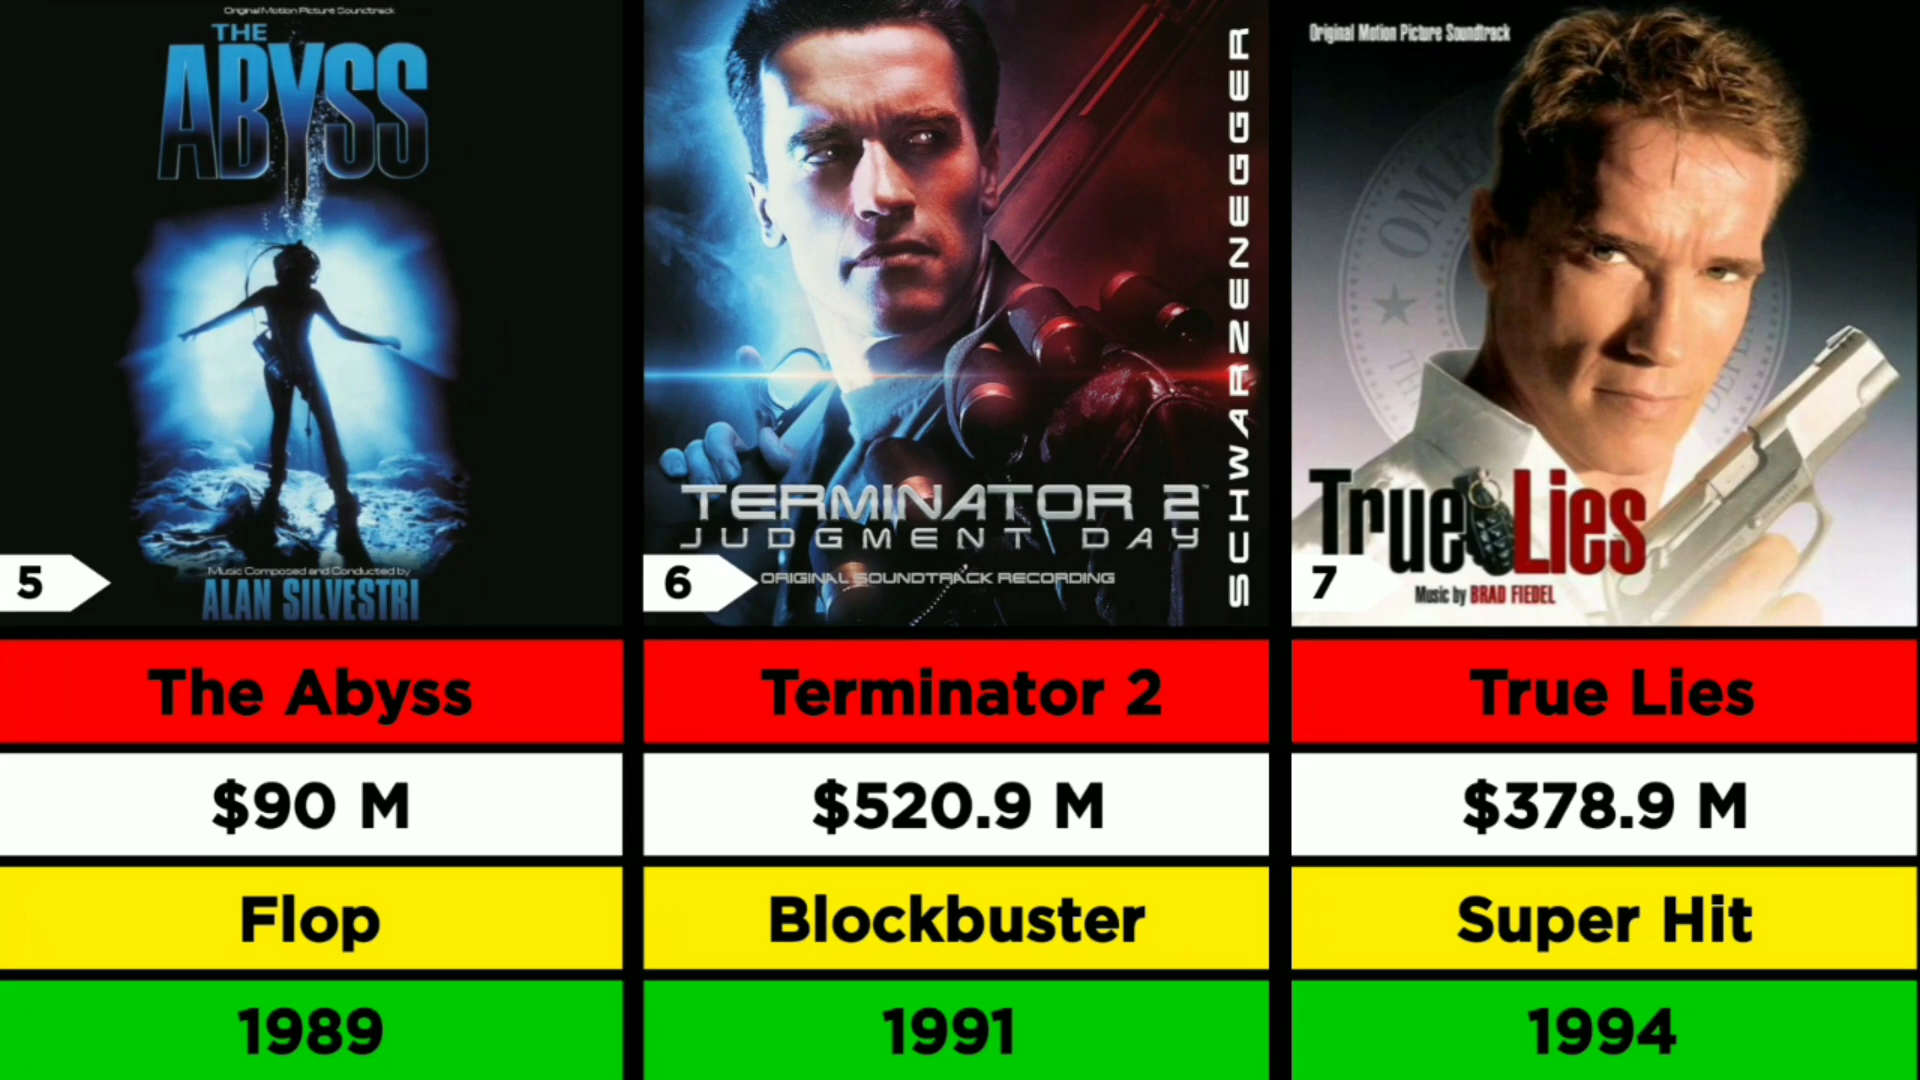 Original Motion Picture Soundtrack
THE
ABYSS
Music Composed and Conducted by
ALAN SILVESTRI
5
SCHWARZENEGGER
TERMINATOR 2
JUDGMENT DAY
ORIGINAL SOUNDTRACK RECORDING
6
Original Motion Picture Soundtrack
OME
True Lies
Music by BRAD FIEDEL
7
The Abyss
Terminator 2
True Lies
$90 M
$520.9 M
$378.9 M
Flop
Blockbuster
Super Hit
1989
1991
1994